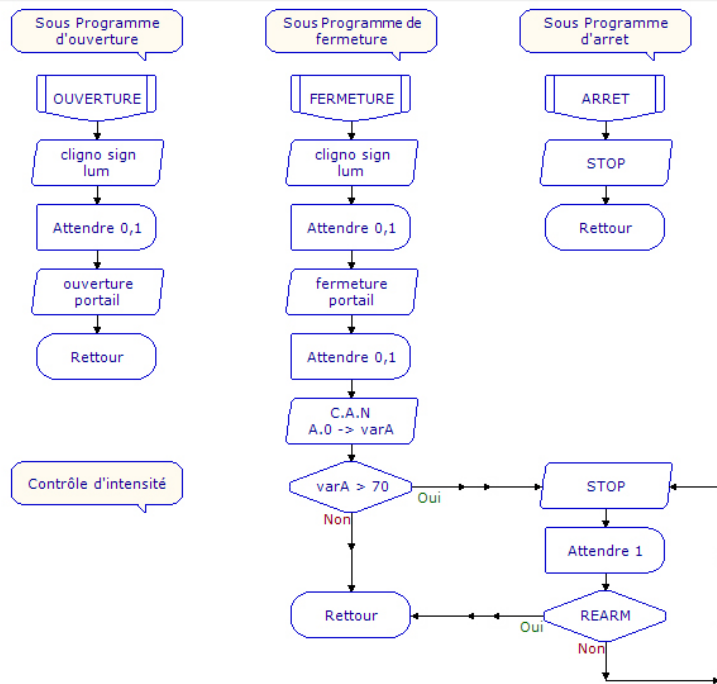 Sous Programme
d'ouverture
OUVERTURE
cligno sign
lum
Attendre 0,1
ouverture
portail
Rettour
Contrôle d'intensité
Sous Programme de
fermeture
FERMETURE
cligno sign
lum
Attendre 0,1
fermeture
portail
Attendre 0,1
C.A.N
A.0 -> varA
varA > 70
Oui
Non
Rettour
Sous Programme
d'arret
ARRET
STOP
Rettour
STOP
Attendre 1
REARM
Oui
Non